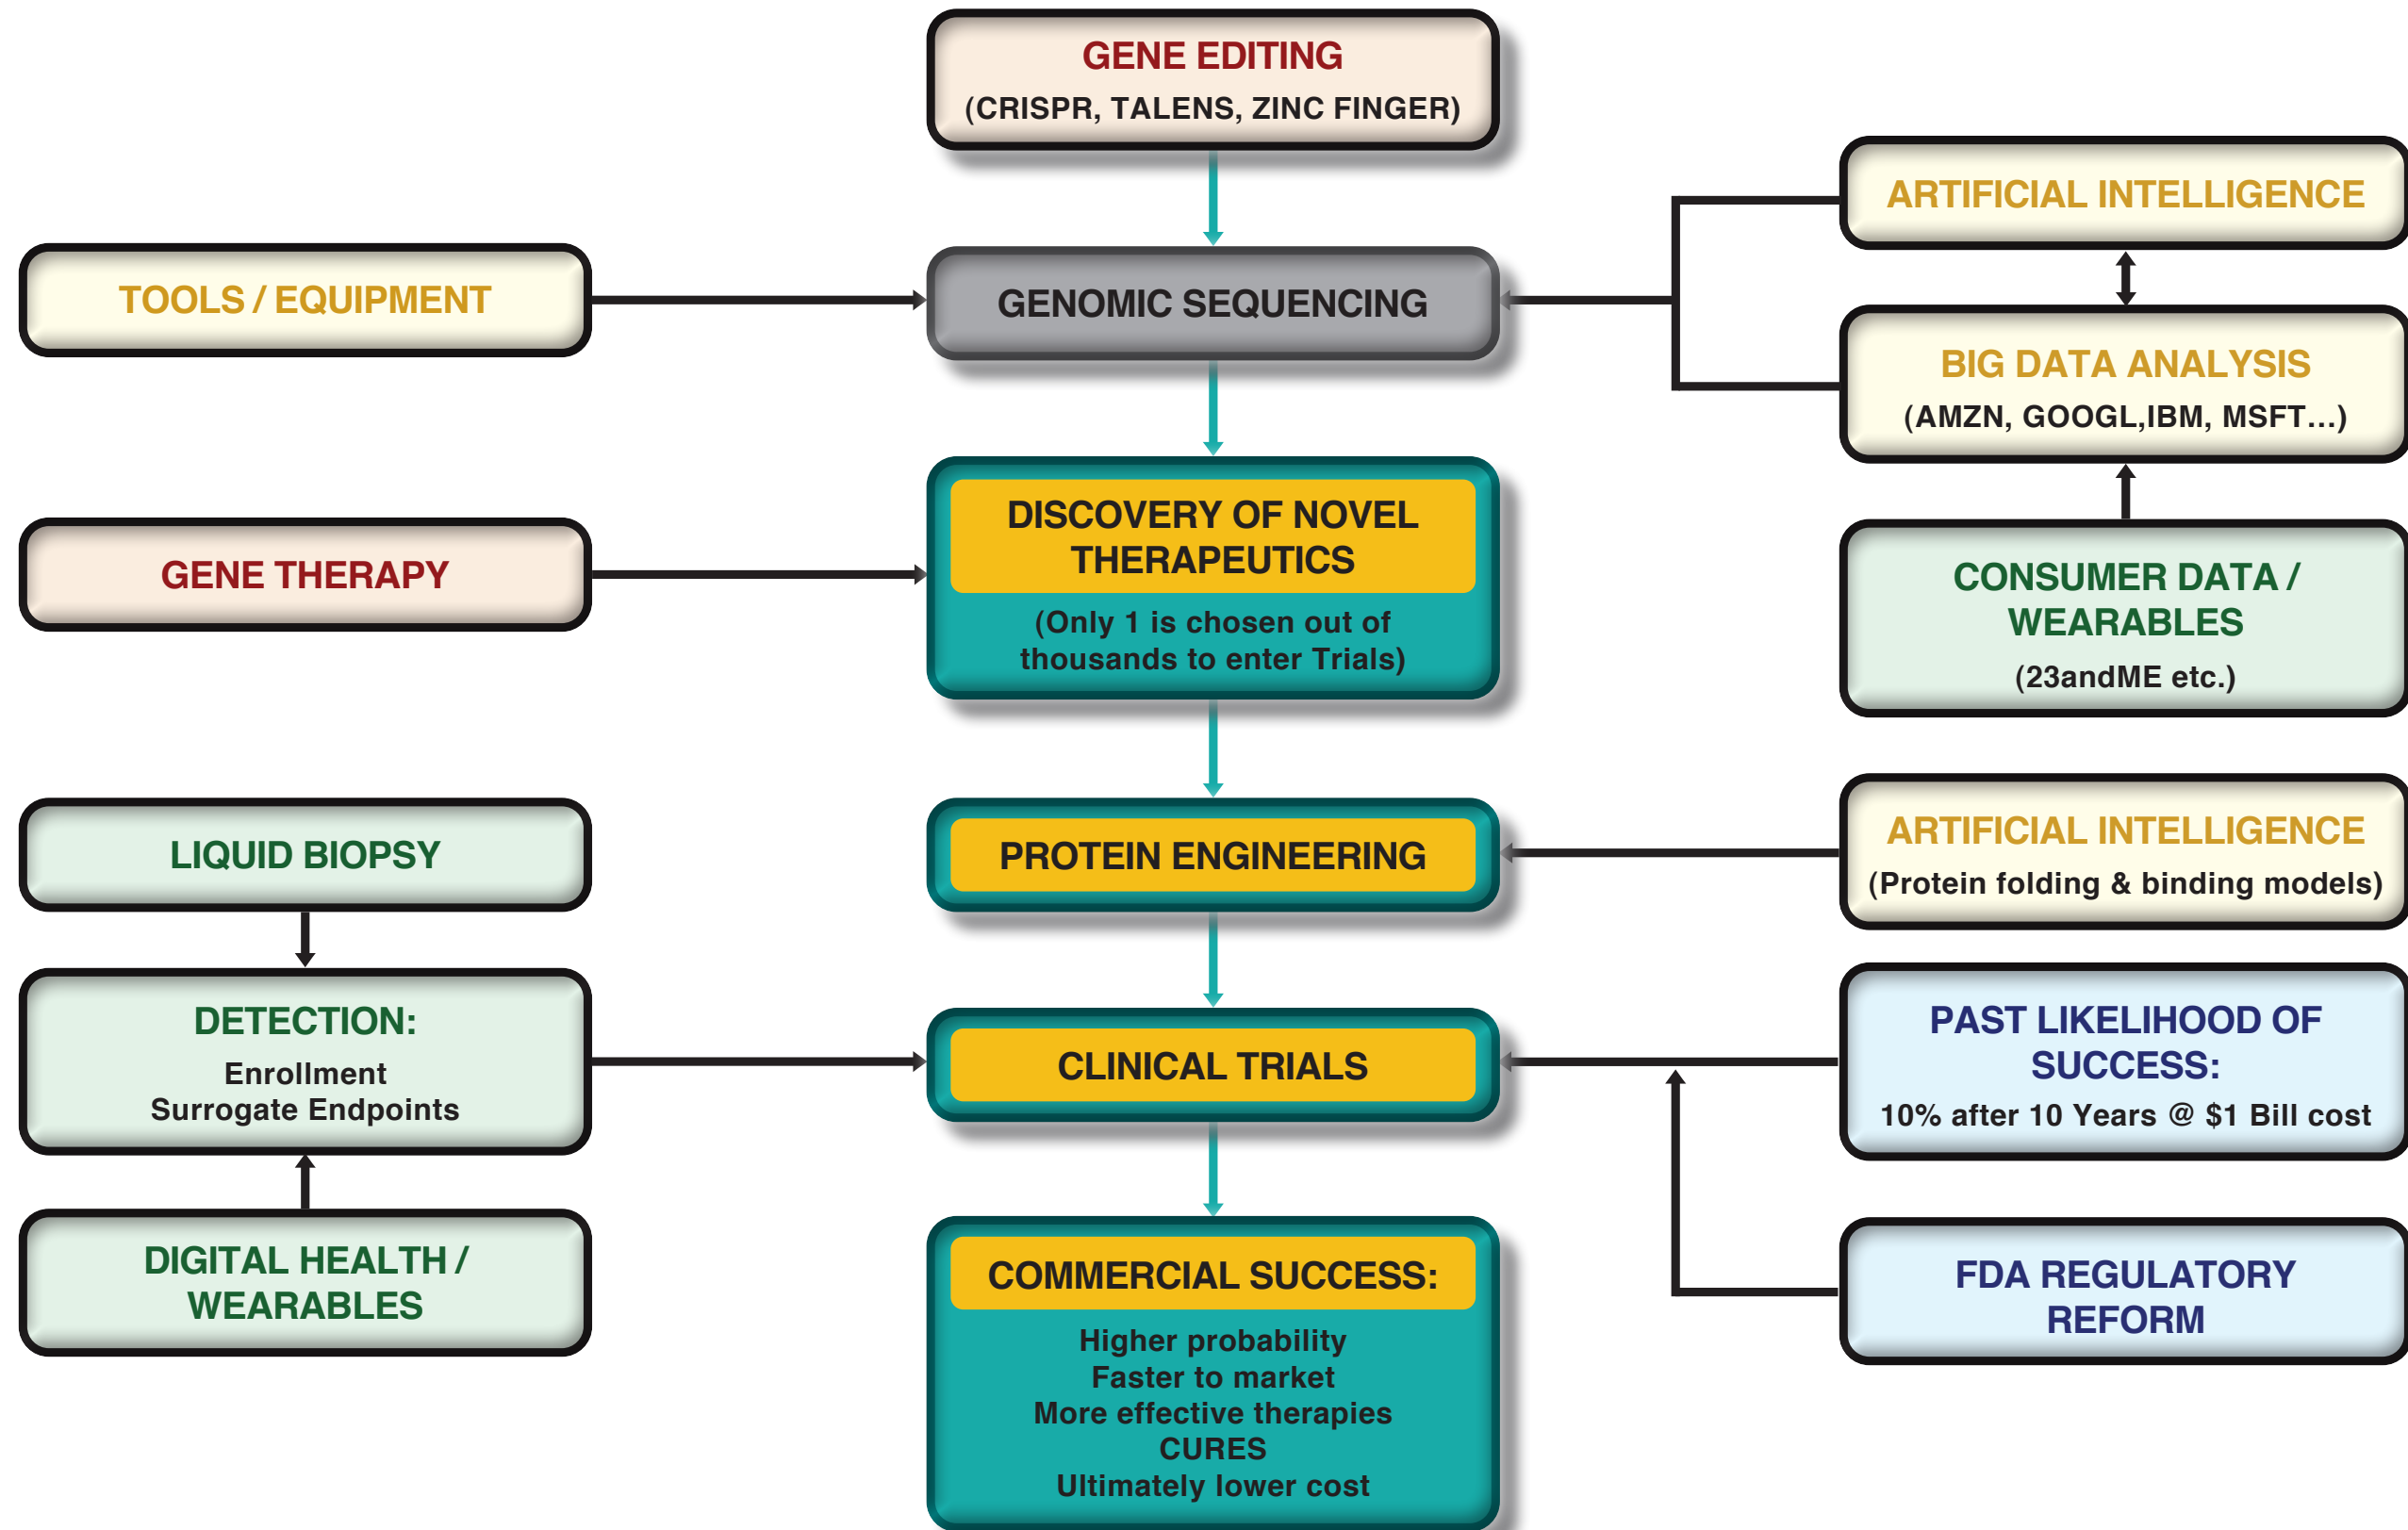 GENE EDITING
(CRISPR, TALENS, ZINC FINGER)
ARTIFICIAL INTELLIGENCE
TOOLS / EQUIPMENT
GENOMIC SEQUENCING
BIG DATA ANALYSIS
(AMZN, GOOGL,IBM, MSFT...)
DISCOVERY OF NOVEL
THERAPEUTICS
(Only 1 is chosen out of
thousands to enter Trials)
GENE THERAPY
CONSUMER DATA /
WEARABLES
(23andME etc.)
LIQUID BIOPSY
PROTEIN ENGINEERING
ARTIFICIAL INTELLIGENCE
(Protein folding & binding models)
DETECTION:
Enrollment
Surrogate Endpoints
CLINICAL TRIALS
PAST LIKELIHOOD OF
SUCCESS:
10% after 10 Years @ $1 Bill cost
DIGITAL HEALTH /
WEARABLES
COMMERCIAL SUCCESS:
Higher probability
Faster to market
More effective therapies
CURES
Ultimately lower cost
FDA REGULATORY
REFORM